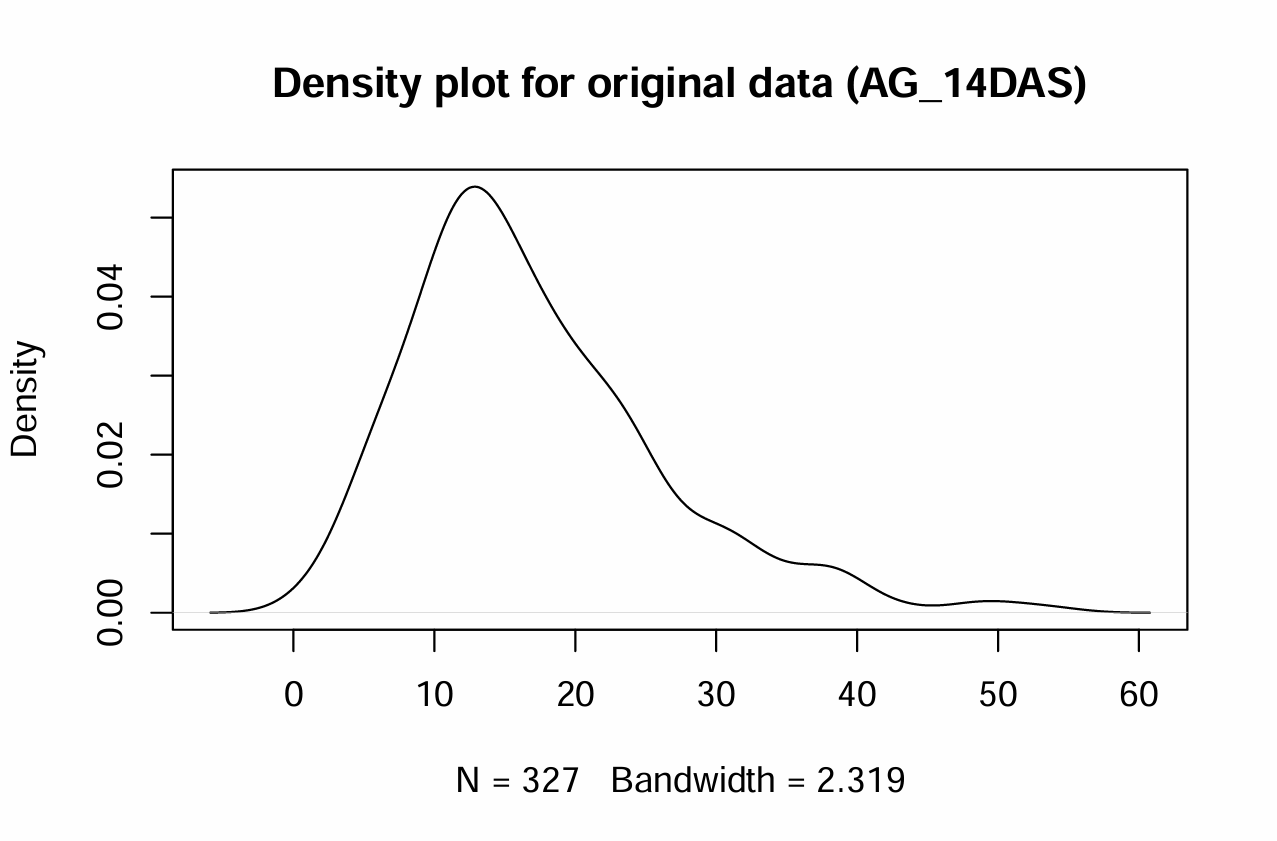 Density plot for original data (AG_14DAS)
Density
0.04
0.02
0.00
0 10 20 30 40 50 60
N = 327 Bandwidth = 2.319